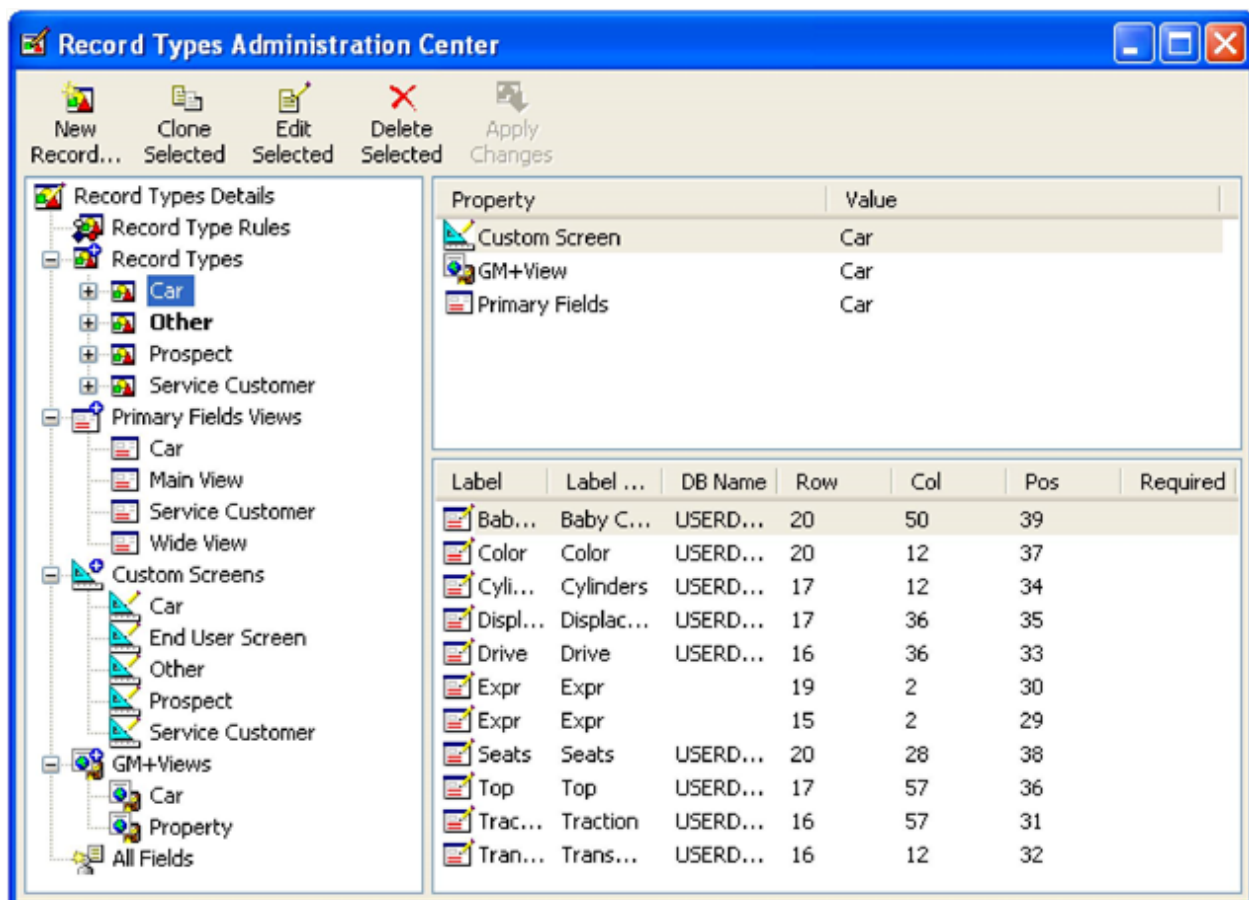 Record Types Administration Center
New Record... Clone Selected Edit Selected Delete Selected Apply Changes
Record Types Details
Record Type Rules
Record Types
Car
Other
Prospect
Service Customer
Primary Fields Views
Car
Main View
Service Customer
Wide View
Custom Screens
Car
End User Screen
Other
Prospect
Service Customer
GM+Views
Car
Property
All Fields
Property Value
Custom Screen Car
GM+View Car
Primary Fields Car
Label Label ... DB Name Row Col Pos Required
Bab... Baby C... USERD... 20 50 39
Color Color USERD... 20 12 37
Cyli... Cylinders USERD... 17 12 34
Displ... Displac... USERD... 17 36 35
Drive Drive USERD... 16 36 33
Expr Expr 19 2 30
Expr Expr 15 2 29
Seats Seats USERD... 20 28 38
Top Top USERD... 17 57 36
Trac... Traction USERD... 16 57 31
Tran... Trans... USERD... 16 12 32